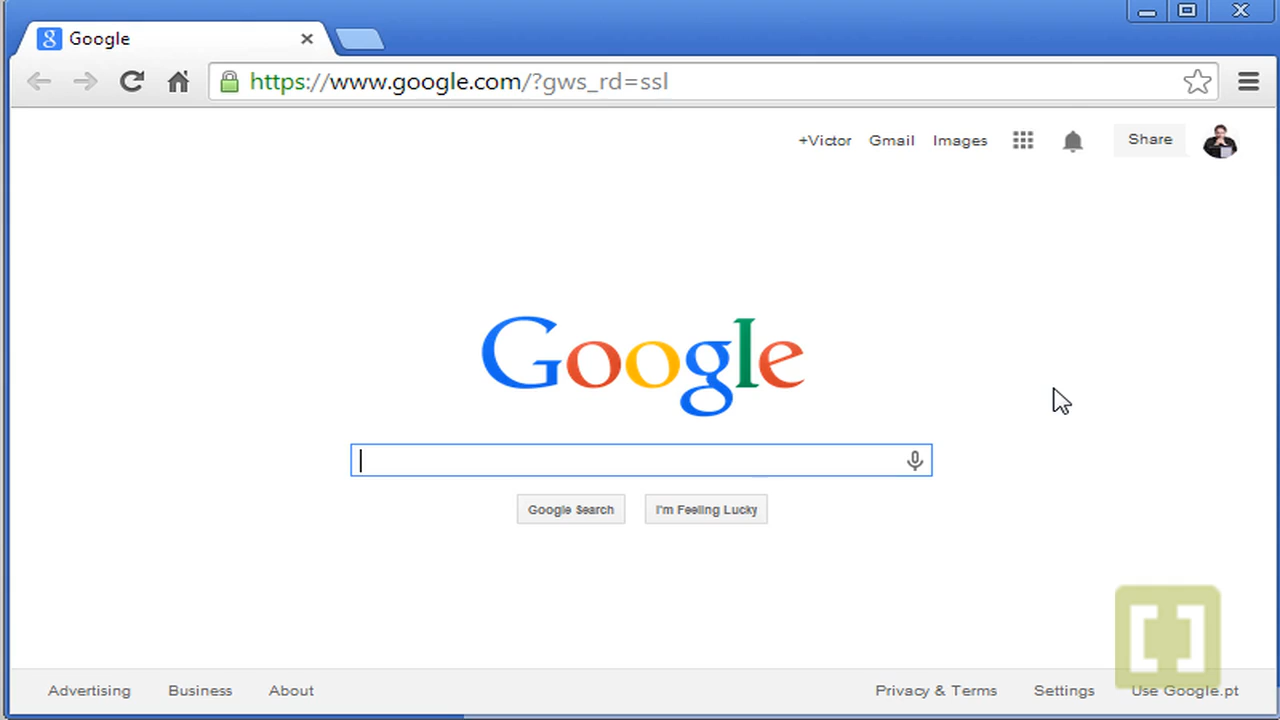 Google
https://www.google.com/?gws_rd=ssl
+Victor Gmail Images Share
Google
Google Search I'm Feeling Lucky
Advertising Business About Privacy & Terms Settings Use Google.pt